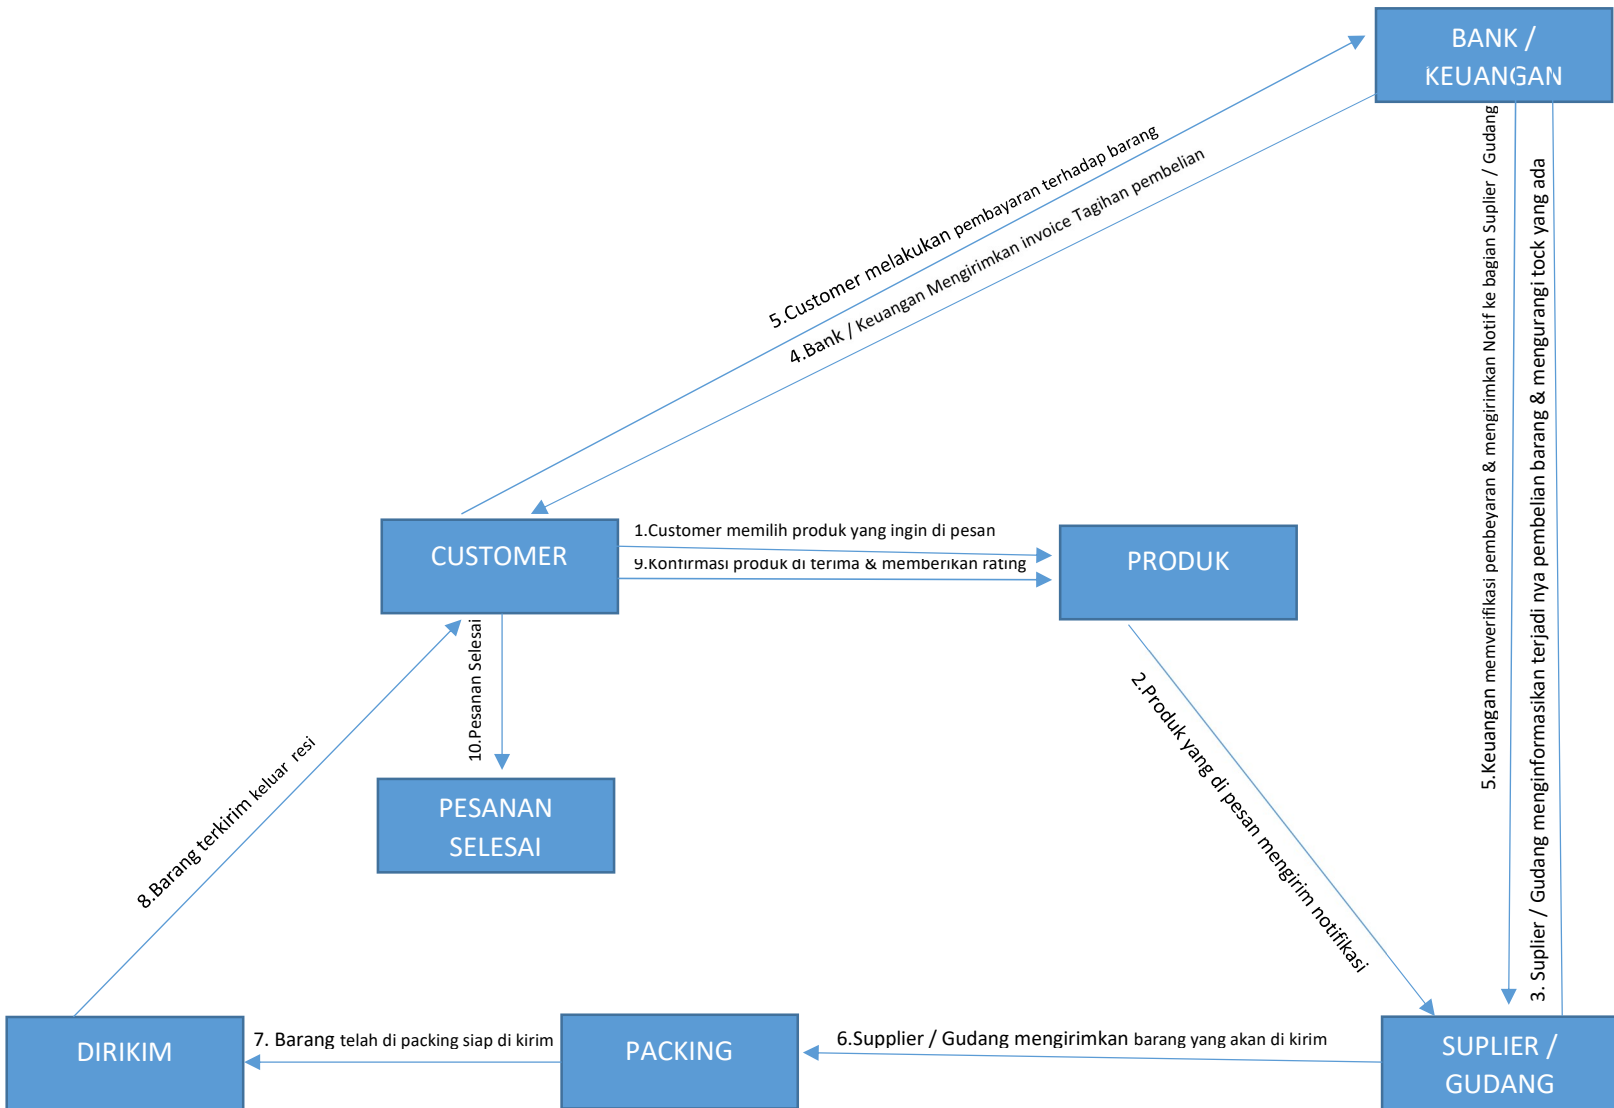 BANK /
KEUANGAN
5.Customer melakukan pembayaran terhadap barang
4.Bank / Keuangan Mengirimkan invoice Tagihan pembelian
5.Keuangan memverifikasi pembeyaran & mengirimkan Notif ke bagian Suplier / Gudang
3. Suplier / Gudang menginformasikan terjadi nya pembelian barang & mengurangi tock yang ada
CUSTOMER
1.Customer memilih produk yang ingin di pesan
9.Konfirmasi produk di terima & memberikan rating
PRODUK
10.Pesanan Selesai
2.Produk yang di pesan mengirim notifikasi
PESANAN
SELESAI
8.Barang terkirim keluar resi
DIRIKIM
7. Barang telah di packing siap di kirim
PACKING
6.Supplier / Gudang mengirimkan barang yang akan di kirim
SUPLIER /
GUDANG